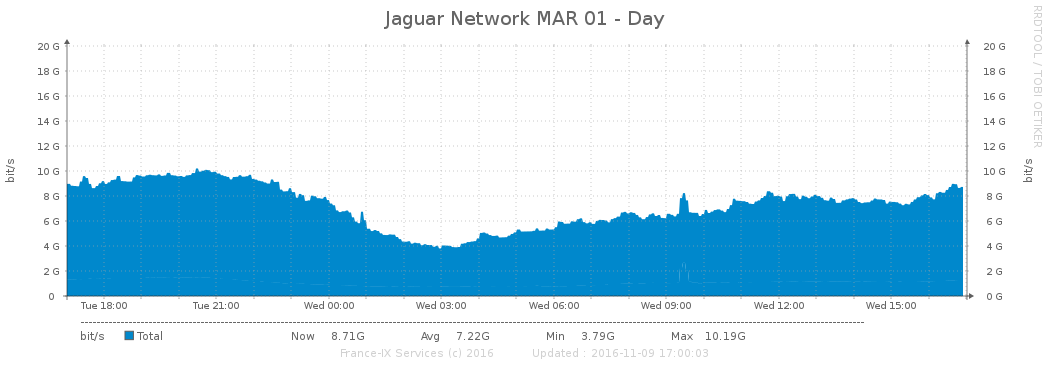 Jaguar Network MAR 01 - Day
RRDTOOL / TOBI OETIKER
bit/s
bit/s
20 G 20 G
18 G 18 G
16 G 16 G
14 G 14 G
12 G 12 G
10 G 10 G
8 G 8 G
6 G 6 G
4 G 4 G
2 G 2 G
0 0 G
Tue 18:00 Tue 21:00 Wed 00:00 Wed 03:00 Wed 06:00 Wed 09:00 Wed 12:00 Wed 15:00
bit/s Total Now 8.71G Avg 7.22G Min 3.79G Max 10.19G
France-IX Services (c) 2016 Updated : 2016-11-09 17:00:03